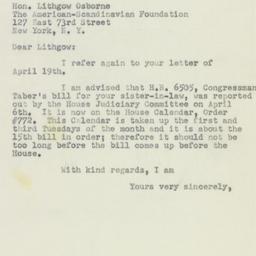 Hon. Lithgow Osborne
The American-Scandinavian Foundation
127 East 73rd Street
New York, N. Y.
Dear Lithgow:
I refer again to your letter of
April 19th.
I am advised that H.R. 6505, Congressman
Taber's bill for your sister-in-law, was reported
out by the House Judiciary Committee on April
6th. It is now on the House Calendar, Order
#772. This Calendar is taken up the first and
third Tuesdays of the month and it is about the
15th bill in order; therefore it should not be
too long before the bill comes up before the
House.
With kind regards, I am
Yours very sincerely,